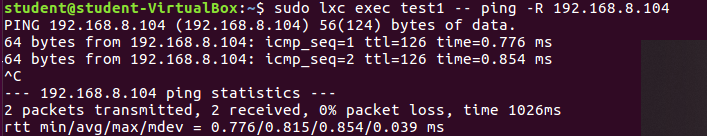 student@student-VirtualBox:~$ sudo lxc exec test1 -- ping -R 192.168.8.104
PING 192.168.8.104 (192.168.8.104) 56(124) bytes of data.
64 bytes from 192.168.8.104: icmp_seq=1 ttl=126 time=0.776 ms
64 bytes from 192.168.8.104: icmp_seq=2 ttl=126 time=0.854 ms
^C
--- 192.168.8.104 ping statistics ---
2 packets transmitted, 2 received, 0% packet loss, time 1026ms
rtt min/avg/max/mdev = 0.776/0.815/0.854/0.039 ms